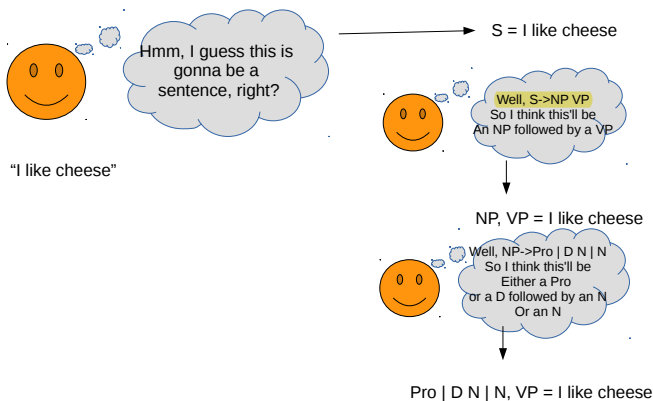 Hmm, I guess this is
gonna be a
sentence, right?
S = I like cheese
“I like cheese”
Well, S->NP VP
So I think this'll be
An NP followed by a VP
NP, VP = I like cheese
Well, NP->Pro | D N | N
So I think this'll be
Either a Pro
or a D followed by an N
Or an N
Pro | D N | N, VP = I like cheese